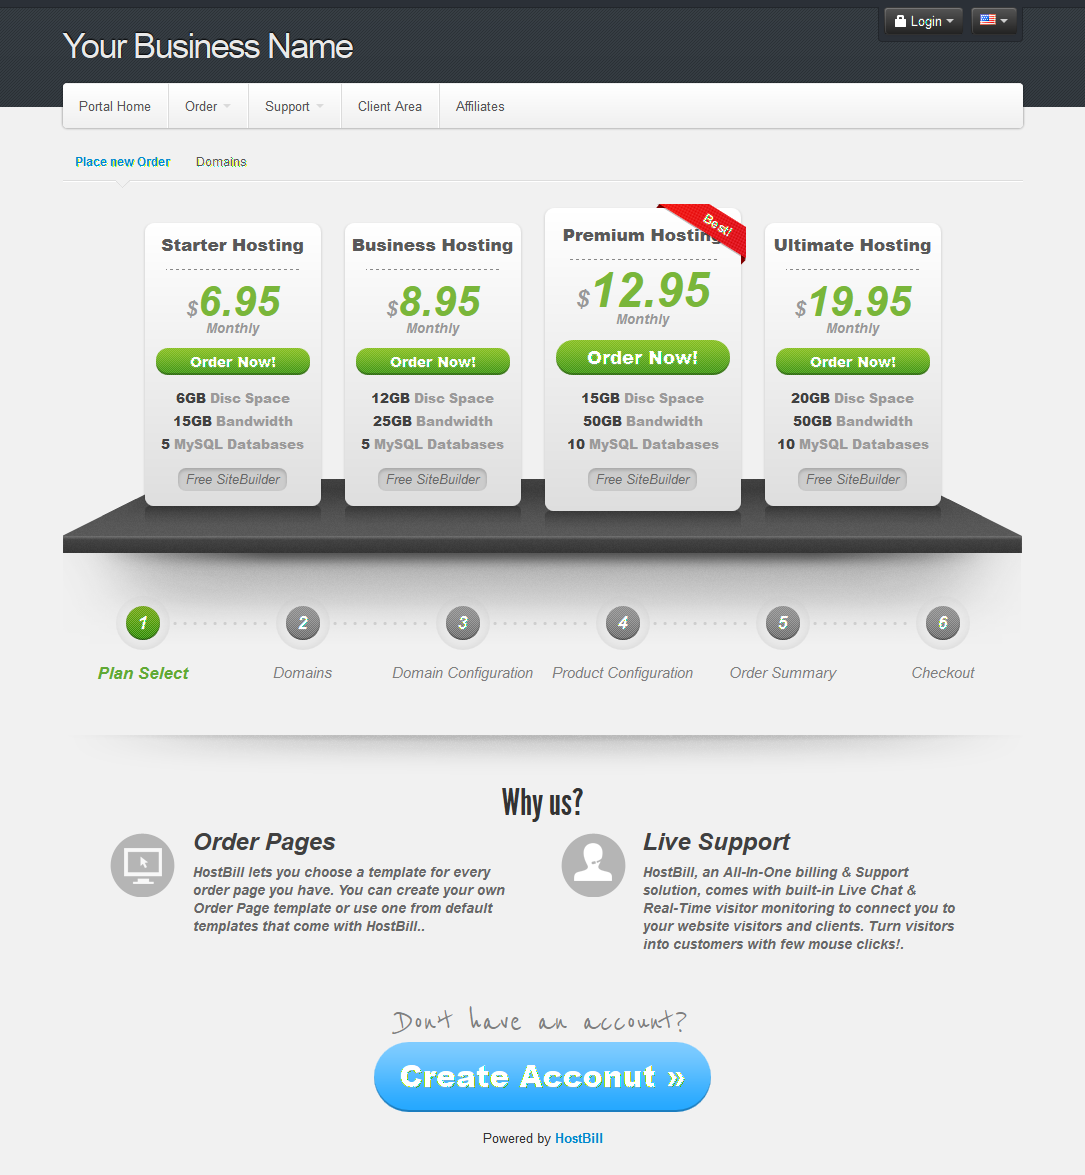 Login
Your Business Name
Portal Home Order Support Client Area Affiliates
Place new Order Domains
Starter Hosting
$6.95
Monthly
Order Now!
6GB Disc Space
15GB Bandwidth
5 MySQL Databases
Free SiteBuilder
Business Hosting
$8.95
Monthly
Order Now!
12GB Disc Space
25GB Bandwidth
5 MySQL Databases
Free SiteBuilder
Best!
Premium Hosting
$12.95
Monthly
Order Now!
15GB Disc Space
50GB Bandwidth
10 MySQL Databases
Free SiteBuilder
Ultimate Hosting
$19.95
Monthly
Order Now!
20GB Disc Space
50GB Bandwidth
10 MySQL Databases
Free SiteBuilder
1 2 3 4 5 6
Plan Select Domains Domain Configuration Product Configuration Order Summary Checkout
Why us?
Order Pages
HostBill lets you choose a template for every
order page you have. You can create your own
Order Page template or use one from default
templates that come with HostBill..
Live Support
HostBill, an All-In-One billing & Support
solution, comes with built-in Live Chat &
Real-Time visitor monitoring to connect you to
your website visitors and clients. Turn visitors
into customers with few mouse clicks!.
Dont have an account?
Create Acconut »
Powered by HostBill